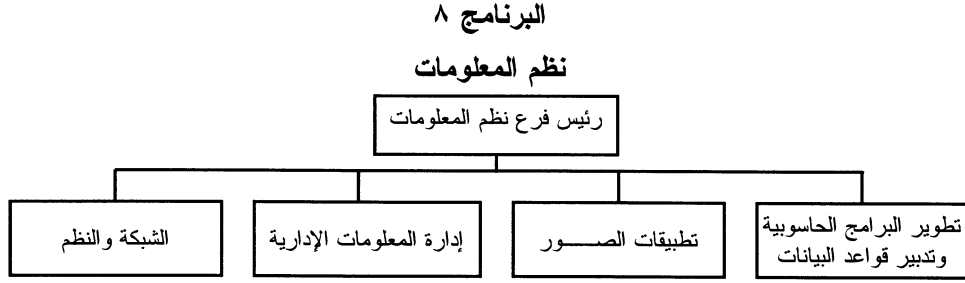 البرنامج ٨
نظم المعلومات
رئيس فرع نظم المعلومات
تطوير البرامج الحاسوبية
وتدبير قواعد البيانات
تطبيقات الصـــــور
إدارة المعلومات الإدارية
الشبكة والنظم